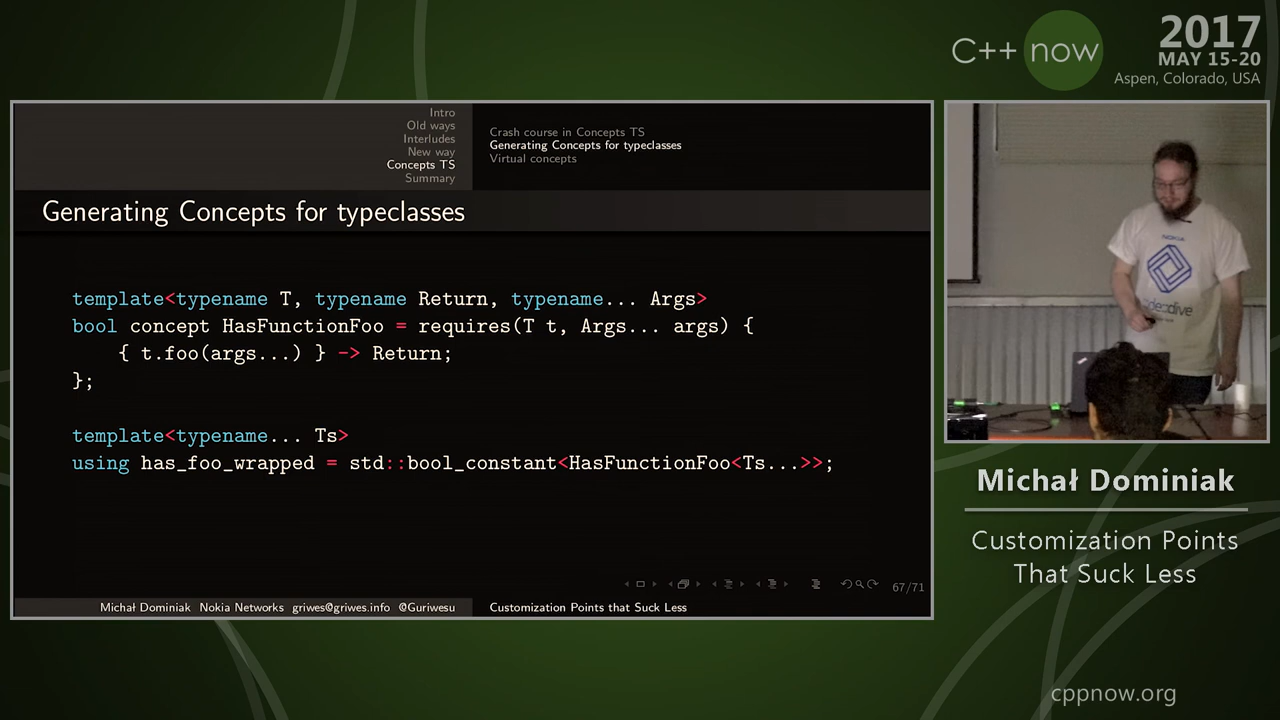 C++ now
2017
MAY 15-20
Aspen, Colorado, USA
Intro
Old ways
Interludes
New way
Concepts TS
Summary
Crash course in Concepts TS
Generating Concepts for typeclasses
Virtual concepts
Generating Concepts for typeclasses
template<typename T, typename Return, typename... Args>
bool concept HasFunctionFoo = requires(T t, Args... args) {
{ t.foo(args...) } -> Return;
};
template<typename... Ts>
using has_foo_wrapped = std::bool_constant<HasFunctionFoo<Ts...>>;
67/71
Michał Dominiak Nokia Networks griwes@griwes.info @Guriwesu
Customization Points that Suck Less
NOKIA
Michał Dominiak
Customization Points
That Suck Less
cppnow.org